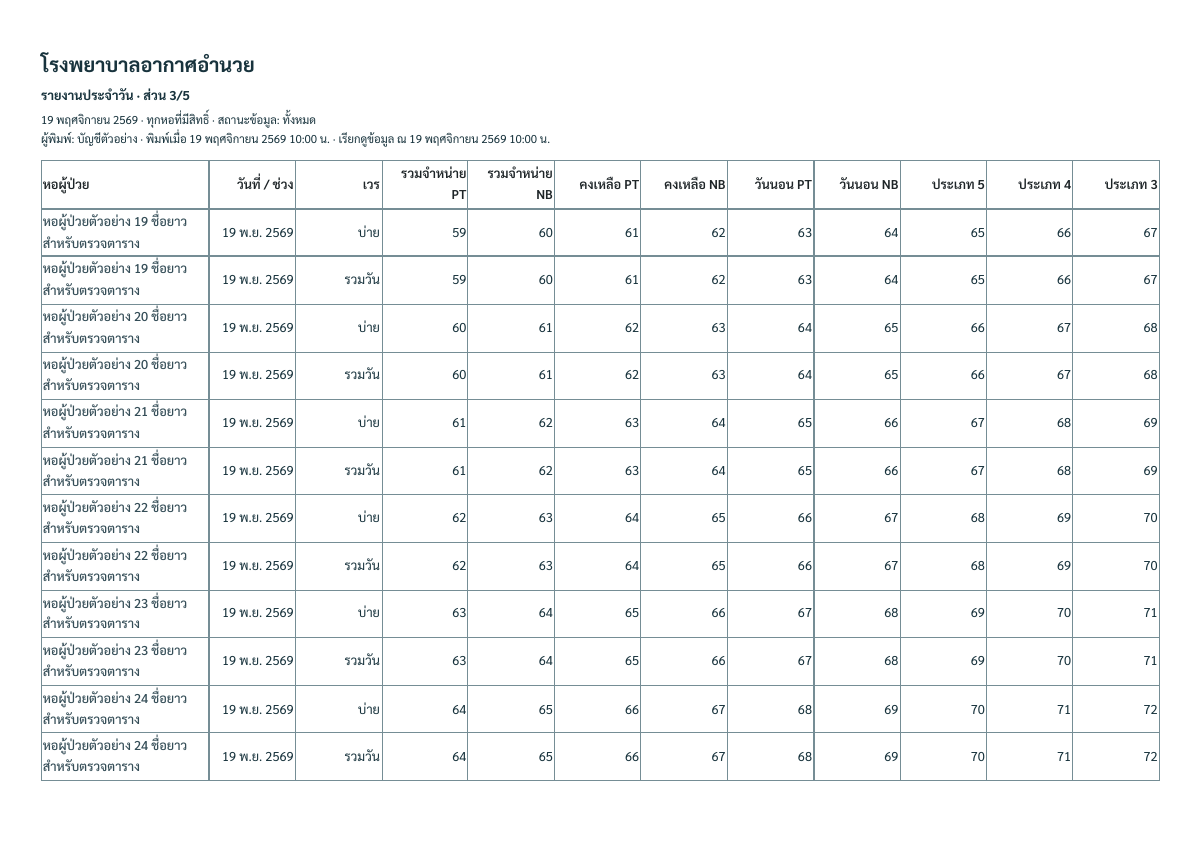 โรงพยาบาลอากาศอำนวย
รายงานประจำวัน · ส่วน 3/5
19 พฤศจิกายน 2569 · ทุกหอที่มีสิทธิ์ · สถานะข้อมูล: ทั้งหมด
ผู้พิมพ์: บัญชีตัวอย่าง · พิมพ์เมื่อ 19 พฤศจิกายน 2569 10:00 น. · เรียกดูข้อมูล ณ 19 พฤศจิกายน 2569 10:00 น.
หอผู้ป่วย วันที่ / ช่วง เวร รวมจำหน่าย PT รวมจำหน่าย NB คงเหลือ PT คงเหลือ NB วันนอน PT วันนอน NB ประเภท 5 ประเภท 4 ประเภท 3
หอผู้ป่วยตัวอย่าง 19 ชื่อยาว
สำหรับตรวจตาราง 19 พ.ย. 2569 บ่าย 59 60 61 62 63 64 65 66 67
หอผู้ป่วยตัวอย่าง 19 ชื่อยาว
สำหรับตรวจตาราง 19 พ.ย. 2569 รวมวัน 59 60 61 62 63 64 65 66 67
หอผู้ป่วยตัวอย่าง 20 ชื่อยาว
สำหรับตรวจตาราง 19 พ.ย. 2569 บ่าย 60 61 62 63 64 65 66 67 68
หอผู้ป่วยตัวอย่าง 20 ชื่อยาว
สำหรับตรวจตาราง 19 พ.ย. 2569 รวมวัน 60 61 62 63 64 65 66 67 68
หอผู้ป่วยตัวอย่าง 21 ชื่อยาว
สำหรับตรวจตาราง 19 พ.ย. 2569 บ่าย 61 62 63 64 65 66 67 68 69
หอผู้ป่วยตัวอย่าง 21 ชื่อยาว
สำหรับตรวจตาราง 19 พ.ย. 2569 รวมวัน 61 62 63 64 65 66 67 68 69
หอผู้ป่วยตัวอย่าง 22 ชื่อยาว
สำหรับตรวจตาราง 19 พ.ย. 2569 บ่าย 62 63 64 65 66 67 68 69 70
หอผู้ป่วยตัวอย่าง 22 ชื่อยาว
สำหรับตรวจตาราง 19 พ.ย. 2569 รวมวัน 62 63 64 65 66 67 68 69 70
หอผู้ป่วยตัวอย่าง 23 ชื่อยาว
สำหรับตรวจตาราง 19 พ.ย. 2569 บ่าย 63 64 65 66 67 68 69 70 71
หอผู้ป่วยตัวอย่าง 23 ชื่อยาว
สำหรับตรวจตาราง 19 พ.ย. 2569 รวมวัน 63 64 65 66 67 68 69 70 71
หอผู้ป่วยตัวอย่าง 24 ชื่อยาว
สำหรับตรวจตาราง 19 พ.ย. 2569 บ่าย 64 65 66 67 68 69 70 71 72
หอผู้ป่วยตัวอย่าง 24 ชื่อยาว
สำหรับตรวจตาราง 19 พ.ย. 2569 รวมวัน 64 65 66 67 68 69 70 71 72